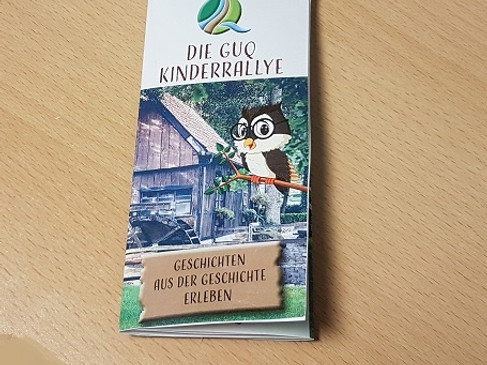 DIE GUQ
KINDERRALLYE
GESCHICHTEN
AUS DER GESCHICHTE
ERLEBEN